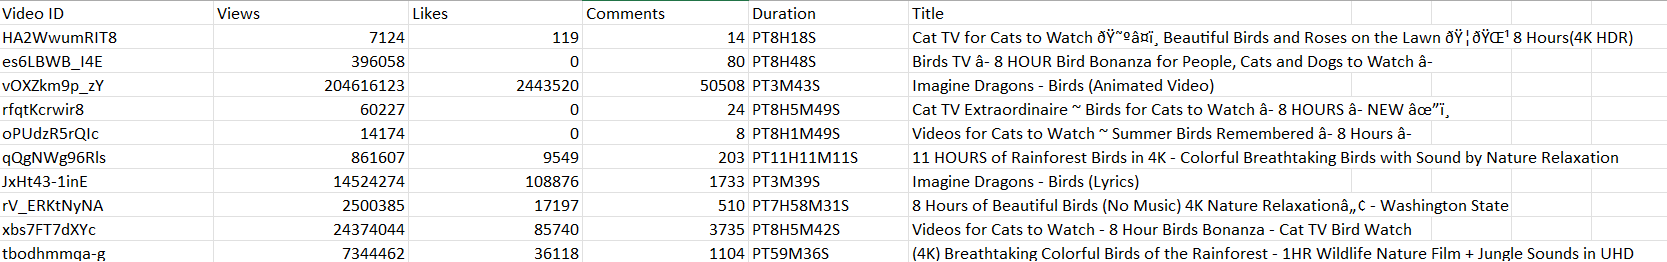 Video ID Views Likes Comments Duration Title
HA2WwumRIT8 7124 119 14 PT8H18S Cat TV for Cats to Watch ðŸ˜ºâ¤ï¸ Beautiful Birds and Roses on the Lawn ðŸ¦ðŸŒ¹ 8 Hours(4K HDR)
es6LBWB_I4E 396058 0 80 PT8H48S Birds TV â- 8 HOUR Bird Bonanza for People, Cats and Dogs to Watch â-
vOXZkm9p_zY 204616123 2443520 50508 PT3M43S Imagine Dragons - Birds (Animated Video)
rfqtKcrwir8 60227 0 24 PT8H5M49S Cat TV Extraordinaire ~ Birds for Cats to Watch â- 8 HOURS â- NEW âœ”ï¸
oPUdzR5rQIc 14174 0 8 PT8H1M49S Videos for Cats to Watch ~ Summer Birds Remembered â- 8 Hours â-
qQgNWg96Rls 861607 9549 203 PT11H11M11S 11 HOURS of Rainforest Birds in 4K - Colorful Breathtaking Birds with Sound by Nature Relaxation
JxHt43-1inE 14524274 108876 1733 PT3M39S Imagine Dragons - Birds (Lyrics)
rV_ERKtNyNA 2500385 17197 510 PT7H58M31S 8 Hours of Beautiful Birds (No Music) 4K Nature Relaxationâ„¢ - Washington State
xbs7FT7dXYc 24374044 85740 3735 PT8H5M42S Videos for Cats to Watch - 8 Hour Birds Bonanza - Cat TV Bird Watch
tbodhmmqa-g 7344462 36118 1104 PT59M36S (4K) Breathtaking Colorful Birds of the Rainforest - 1HR Wildlife Nature Film + Jungle Sounds in UHD